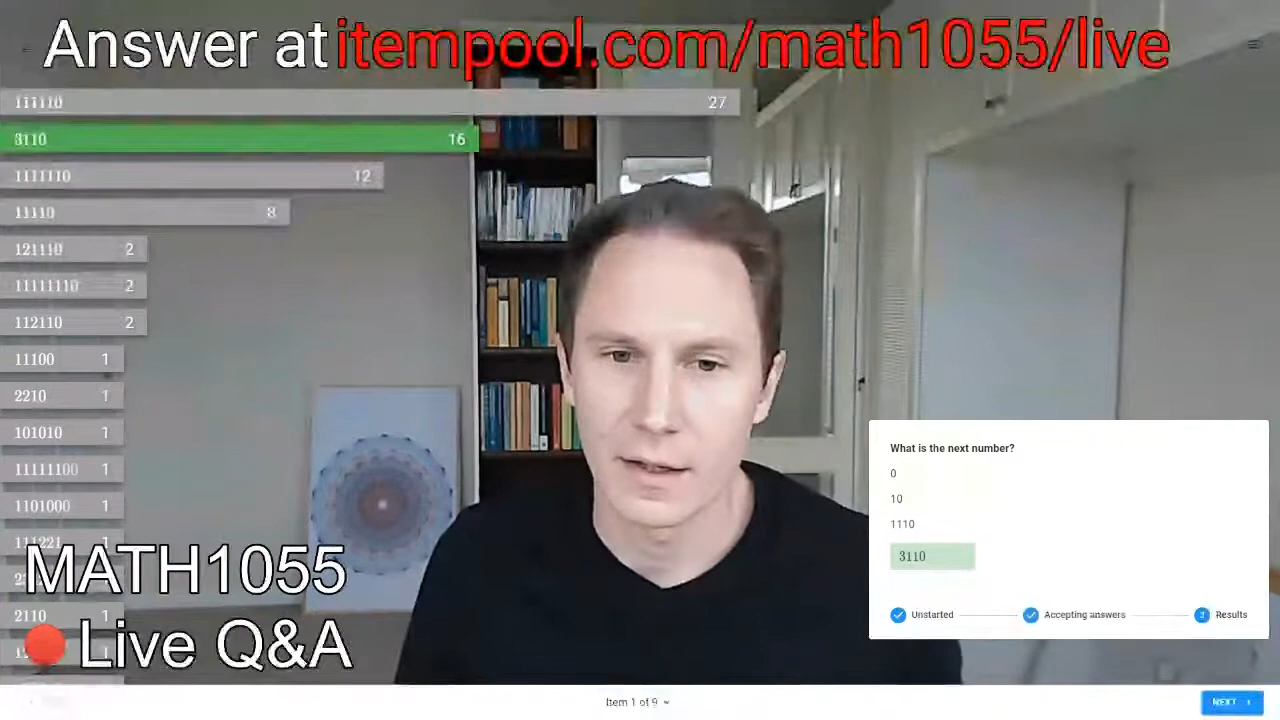 Answer at itempool.com/math1055/live
111110 27
3110 16
1111110 12
11110 8
121110 2
11111110 2
112110 2
11100 1
2210 1
101010 1
11111100 1
1101000 1
111221 1
MATH1055
2110 1
Live Q&A
What is the next number?
0
10
1110
3110
Unstarted
Accepting answers
3 Results
Item 1 of 9
NEXT